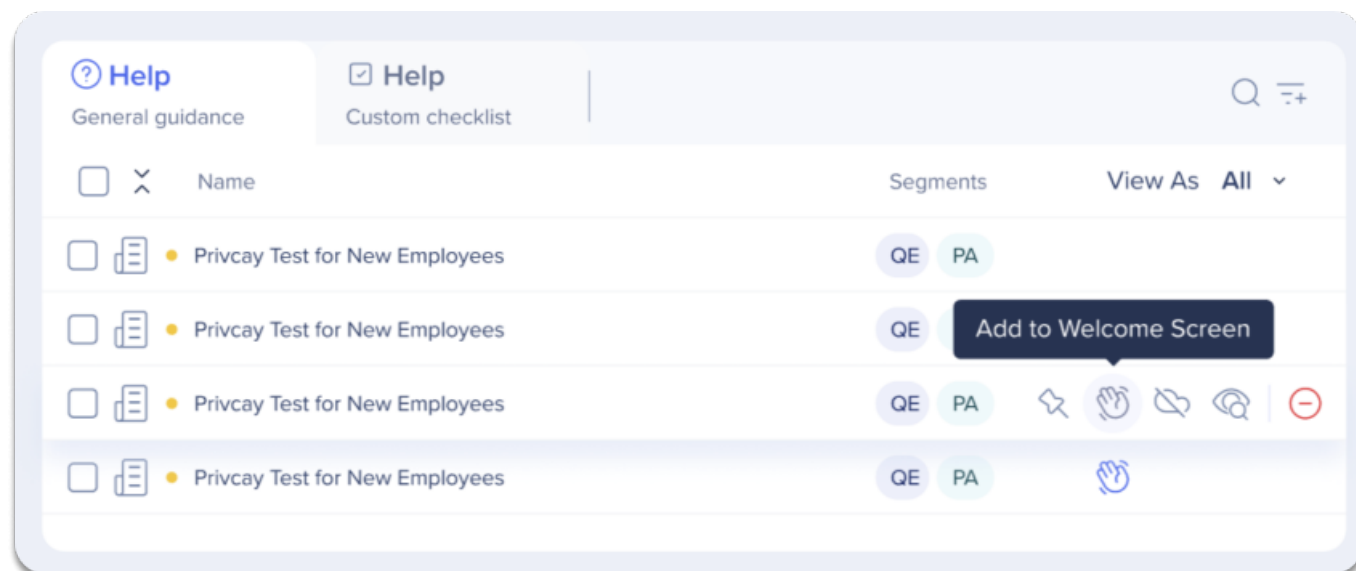 Help
General guidance
Help
Custom checklist
Name Segments View As All
Privcay Test for New Employees QE PA
Privcay Test for New Employees QE
Add to Welcome Screen
Privcay Test for New Employees QE PA
Privcay Test for New Employees QE PA